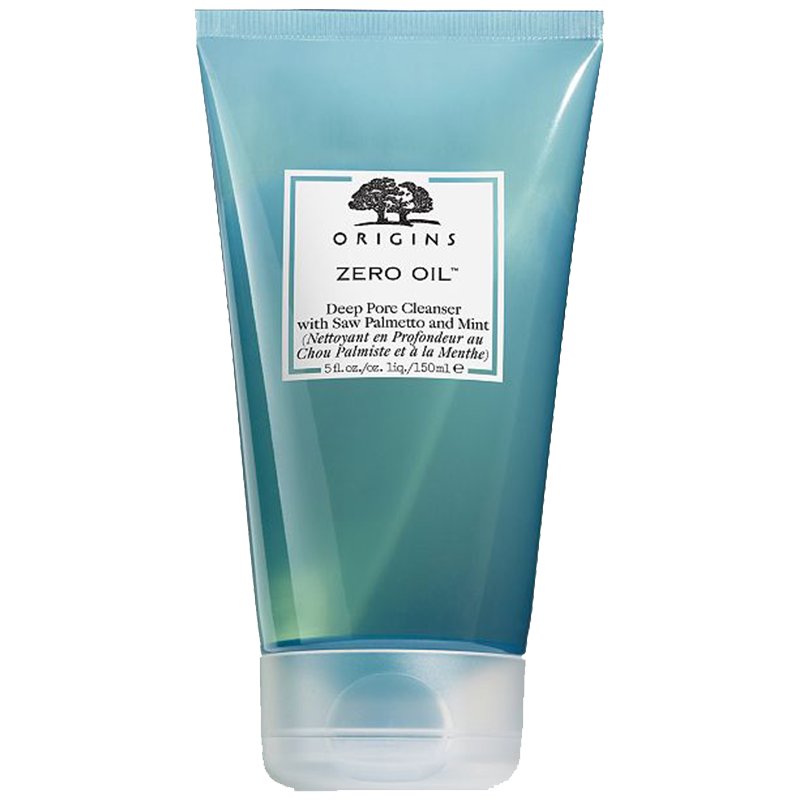 ORIGINS
ZERO OIL™
Deep Pore Cleanser
with Saw Palmetto and Mint
(Nettoyant en Profondeur au
Chou Palmiste et à la Menthe)
5 fl.oz./oz. liq./150ml ℮